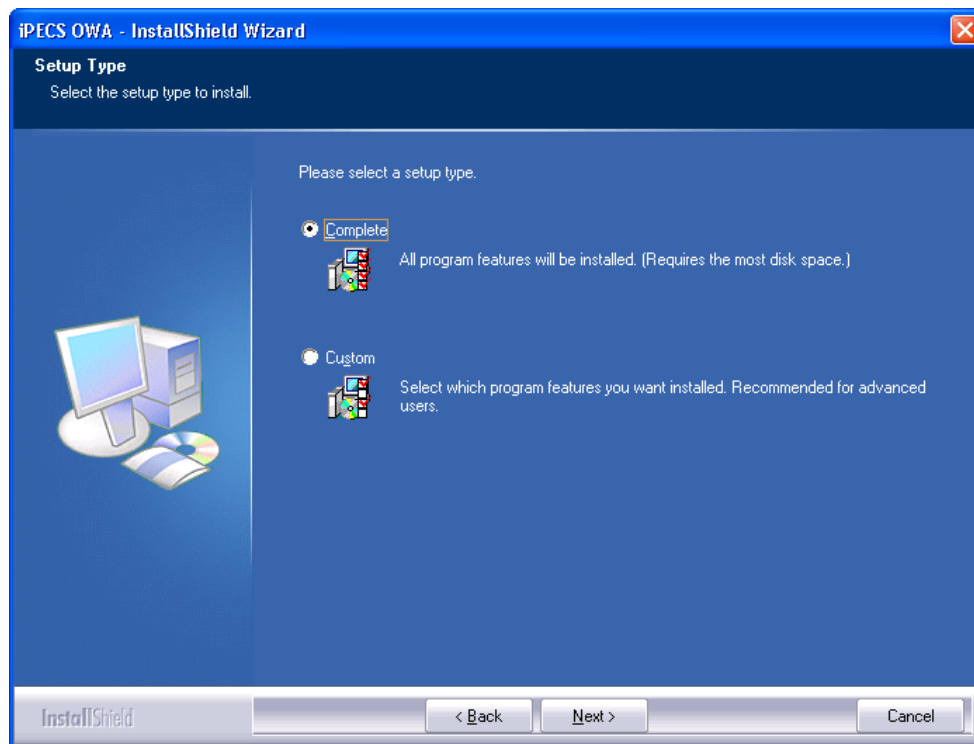 iPECS OWA - InstallShield Wizard
Setup Type
Select the setup type to install.
Please select a setup type.
Complete
All program features will be installed. (Requires the most disk space.)
Custom
Select which program features you want installed. Recommended for advanced
users.
InstallShield
< Back
Next >
Cancel